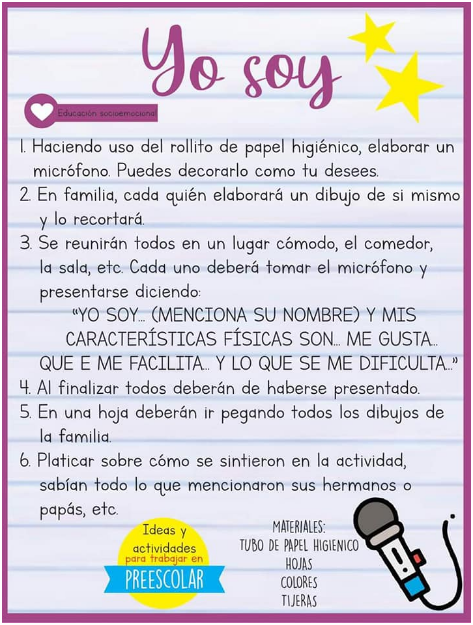 Yo soy
Educación socioemocional
1. Haciendo uso del rollito de papel higiénico, elaborar un
micrófono. Puedes decorarlo como tu desees.
2. En familia, cada quién elaborará un dibujo de si mismo
y lo recortará.
3. Se reunirán todos en un lugar cómodo, el comedor,
la sala, etc. Cada uno deberá tomar el micrófono y
presentarse diciendo:
“YO SOY... (MENCIONA SU NOMBRE) Y MIS
CARACTERÍSTICAS FÍSICAS SON... ME GUSTA...
QUE E ME FACILITA... Y LO QUE SE ME DIFICULTA...”
4. Al finalizar todos deberán de haberse presentado.
5. En una hoja deberán ir pegando todos los dibujos de
la familia.
6. Platicar sobre cómo se sintieron en la actividad,
sabían todo lo que mencionaron sus hermanos o
papás, etc.
Ideas y
actividades
para trabajar en
PREESCOLAR
MATERIALES:
TUBO DE PAPEL HIGIENICO
HOJAS
COLORES
TIJERAS